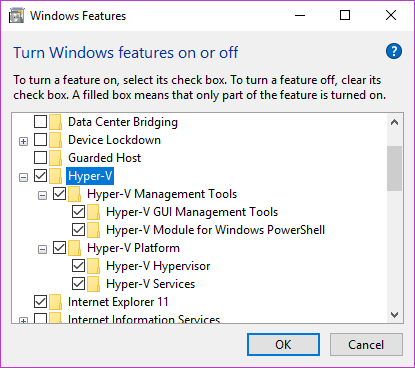 Windows Features
Turn Windows features on or off
?
To turn a feature on, select its check box. To turn a feature off, clear its
check box. A filled box means that only part of the feature is turned on.
Data Center Bridging
Device Lockdown
Guarded Host
Hyper-V
Hyper-V Management Tools
Hyper-V GUI Management Tools
Hyper-V Module for Windows PowerShell
Hyper-V Platform
Hyper-V Hypervisor
Hyper-V Services
Internet Explorer 11
Internet Information Services
OK
Cancel